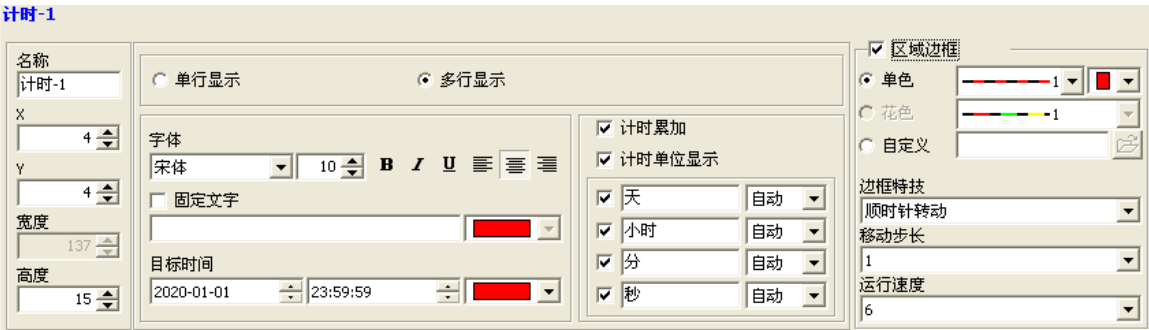 计时-1
名称
计时-1
X
4
Y
4
宽度
137
高度
15
单行显示
多行显示
字体
宋体
10
B I U
固定文字
目标时间
2020-01-01
23:59:59
计时累加
计时单位显示
天 自动
小时 自动
分 自动
秒 自动
区域边框
单色 1
花色 1
自定义
边框特技
顺时针转动
移动步长
1
运行速度
6